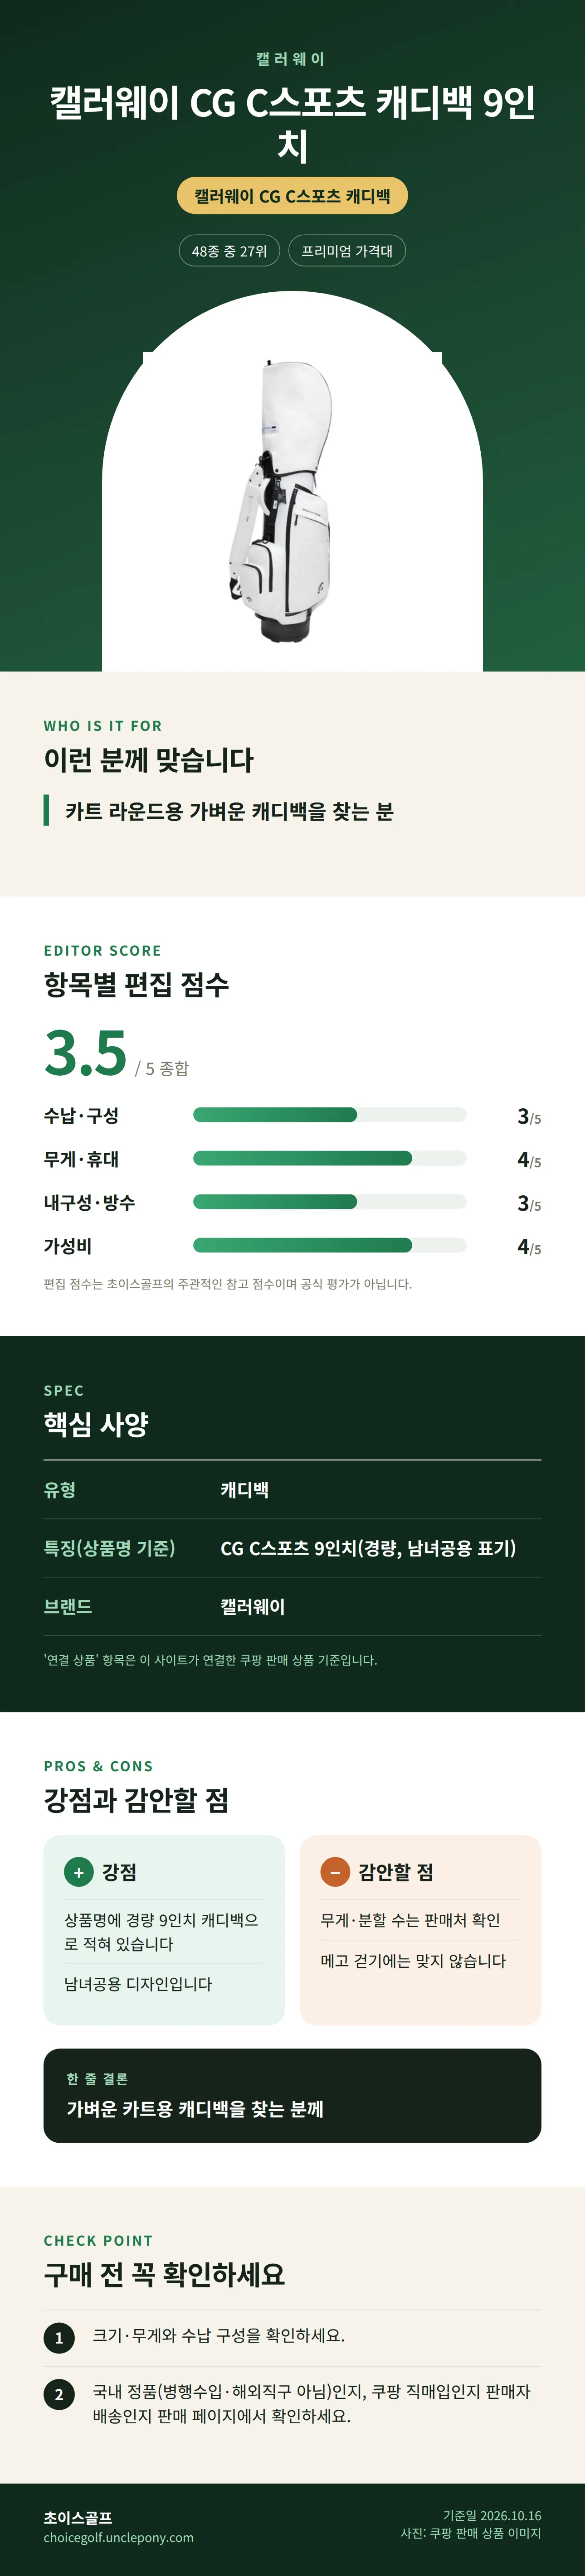 캘러웨이
캘러웨이 CG C스포츠 캐디백 9인
치
캘러웨이 CG C스포츠 캐디백
48종 중 27위
프리미엄 가격대
WHO IS IT FOR
이런 분께 맞습니다
카트 라운드용 가벼운 캐디백을 찾는 분
EDITOR SCORE
항목별 편집 점수
3.5 / 5 종합
수납·구성 3/5
무게·휴대 4/5
내구성·방수 3/5
가성비 4/5
편집 점수는 초이스골프의 주관적인 참고 점수이며 공식 평가가 아닙니다.
SPEC
핵심 사양
유형 캐디백
특징(상품명 기준) CG C스포츠 9인치(경량, 남녀공용 표기)
브랜드 캘러웨이
'연결 상품' 항목은 이 사이트가 연결한 쿠팡 판매 상품 기준입니다.
PROS & CONS
강점과 감안할 점
+ 강점
상품명에 경량 9인치 캐디백으
로 적혀 있습니다
남녀공용 디자인입니다
− 감안할 점
무게·분할 수는 판매처 확인
메고 걷기에는 맞지 않습니다
한 줄 결론
가벼운 카트용 캐디백을 찾는 분께
CHECK POINT
구매 전 꼭 확인하세요
1 크기·무게와 수납 구성을 확인하세요.
2 국내 정품(병행수입·해외직구 아님)인지, 쿠팡 직매입인지 판매자
배송인지 판매 페이지에서 확인하세요.
초이스골프
choicegolf.unclepony.com
기준일 2026.10.16
사진: 쿠팡 판매 상품 이미지